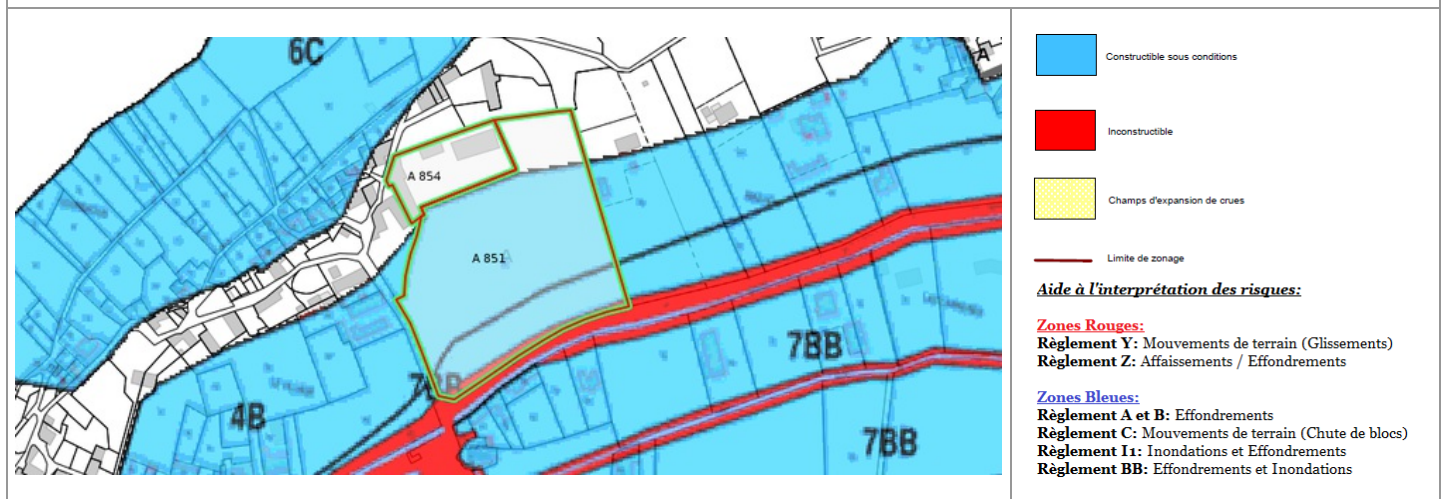 6C
A
A 854
A 851
7BB
7BB
4B
7BB
Constructible sous conditions
Inconstructible
Champs d'expansion de crues
Limite de zonage
Aide à l'interprétation des risques:
Zones Rouges:
Règlement Y: Mouvements de terrain (Glissements)
Règlement Z: Affaissements / Effondrements
Zones Bleues:
Règlement A et B: Effondrements
Règlement C: Mouvements de terrain (Chute de blocs)
Règlement I1: Inondations et Effondrements
Règlement BB: Effondrements et Inondations